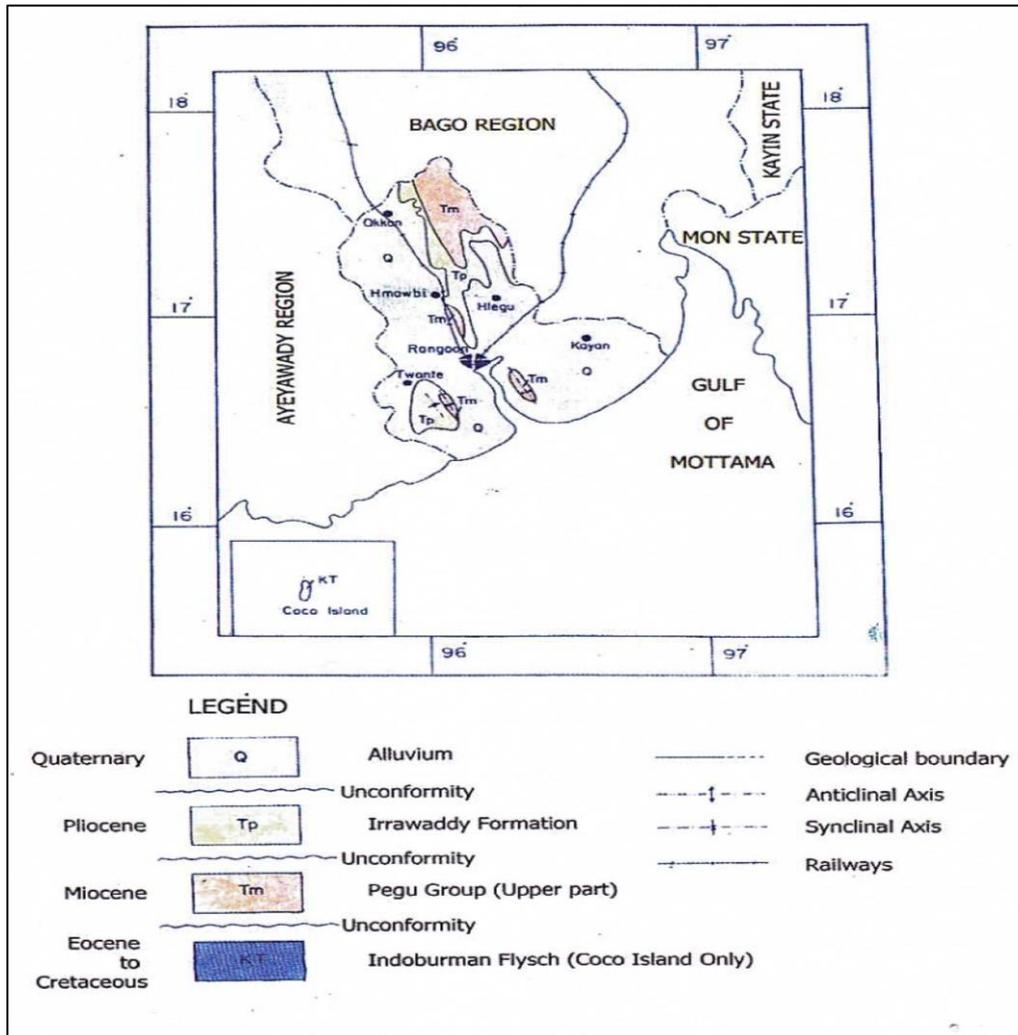 96°
97°
18°
18°
BAGO REGION
KAYIN STATE
Tm
Okkan
MON STATE
Q
Tp
Hmawbi
Hlegu
17°
17°
Tm
Rangoon
Kayan
AYEYAWADY REGION
Twante
Tm
Q
GULF
OF
MOTTAMA
Tm
Tp
Q
16°
16°
KT
Coco Island
96°
97°
LEGEND
Quaternary Q Alluvium
Unconformity
Pliocene Tp Irrawaddy Formation
Unconformity
Miocene Tm Pegu Group (Upper part)
Unconformity
Eocene
to
Cretaceous
KT Indoburman Flysch (Coco Island Only)
Geological boundary
Anticlinal Axis
Synclinal Axis
Railways